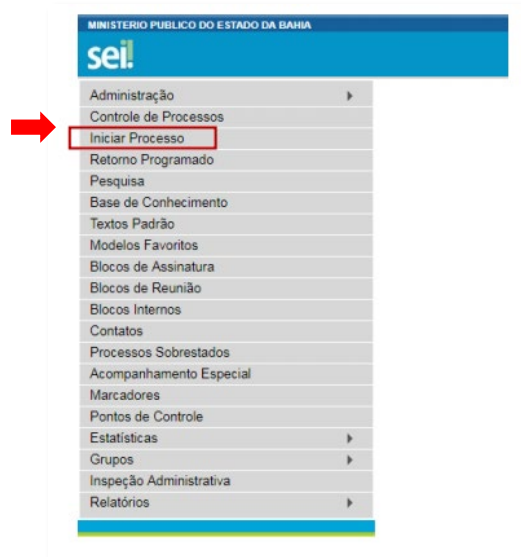 MINISTERIO PUBLICO DO ESTADO DA BAHIA
sei!
Administração
Controle de Processos
Iniciar Processo
Retorno Programado
Pesquisa
Base de Conhecimento
Textos Padrão
Modelos Favoritos
Blocos de Assinatura
Blocos de Reunião
Blocos Internos
Contatos
Processos Sobrestados
Acompanhamento Especial
Marcadores
Pontos de Controle
Estatísticas
Grupos
Inspeção Administrativa
Relatórios